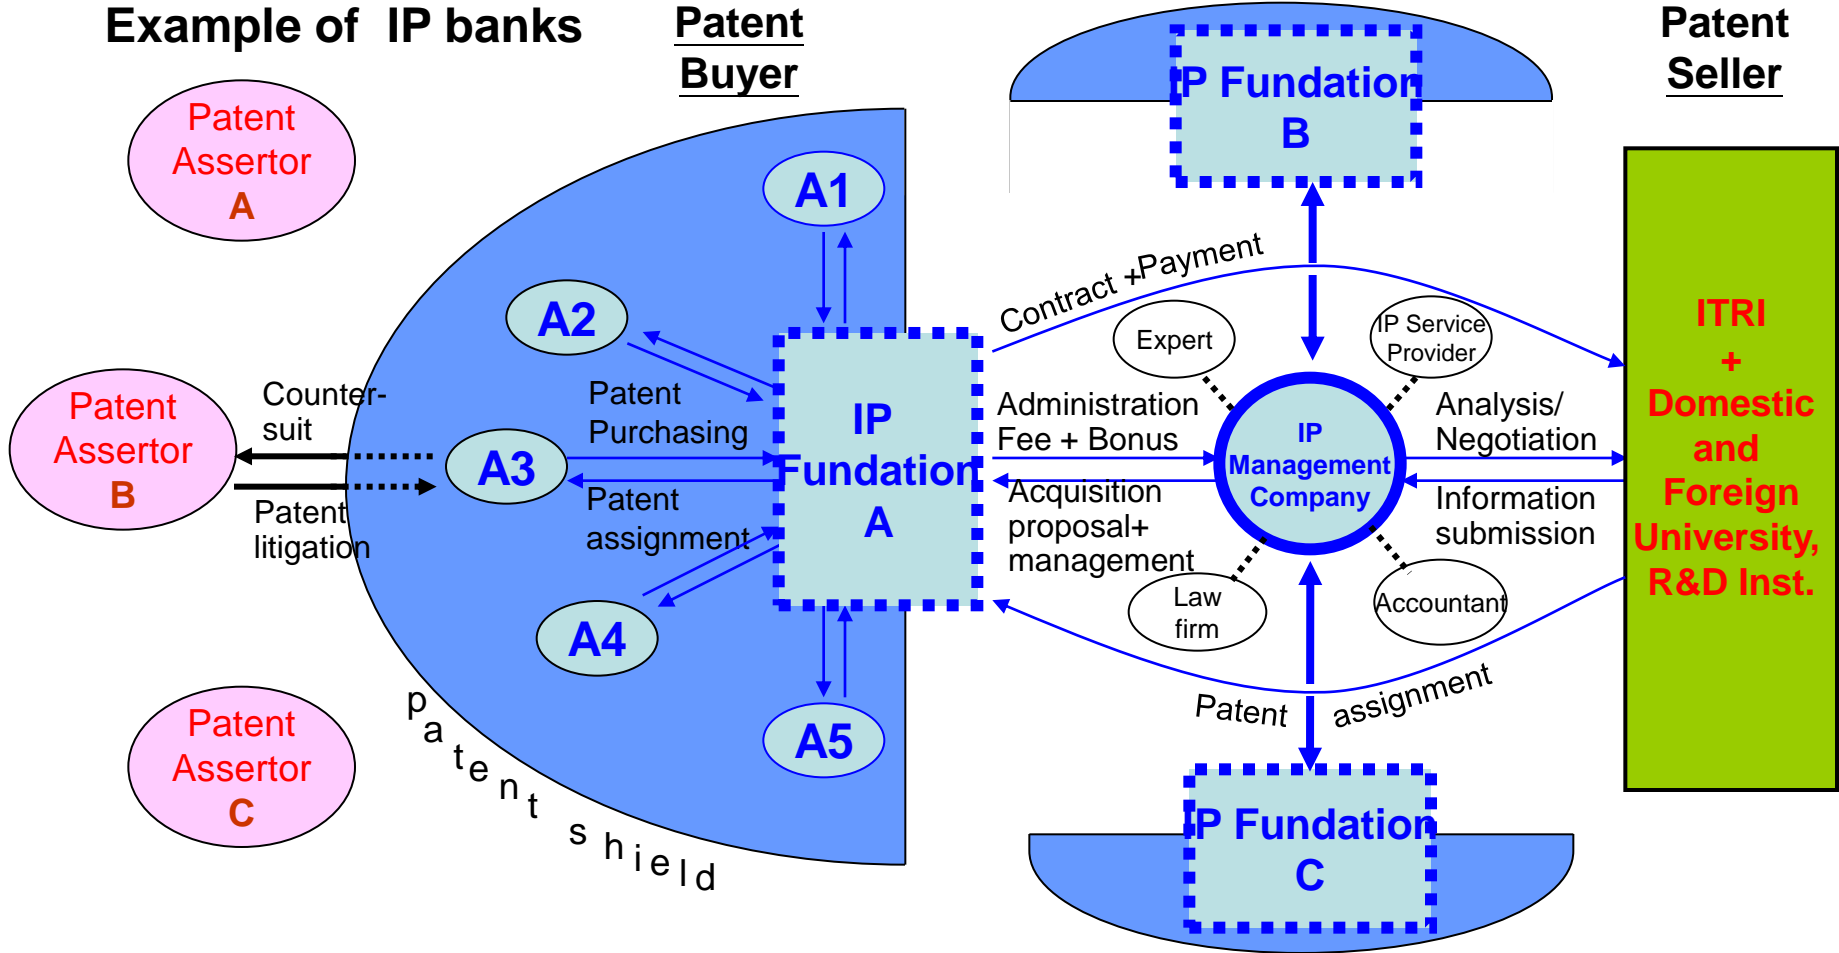 Example of IP banks
Patent
Buyer
Patent
Seller
Patent
Assertor
A
Patent
Assertor
B
Patent
Assertor
C
Counter-
suit
Patent
litigation
patent shield
A1
A2
A3
A4
A5
Patent
Purchasing
Patent
assignment
IP
Fundation
A
IP Fundation
B
IP Fundation
C
Contract +Payment
Administration
Fee + Bonus
Acquisition
proposal+
management
Patent assignment
Expert
IP Service
Provider
IP
Management
Company
Law
firm
Accountant
Analysis/
Negotiation
Information
submission
ITRI
+
Domestic
and
Foreign
University,
R&D Inst.